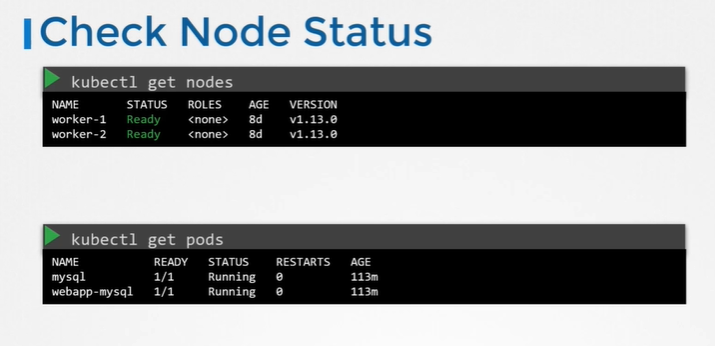 Check Node Status
kubectl get nodes
NAME STATUS ROLES AGE VERSION
worker-1 Ready <none> 8d v1.13.0
worker-2 Ready <none> 8d v1.13.0
kubectl get pods
NAME READY STATUS RESTARTS AGE
mysql 1/1 Running 0 113m
webapp-mysql 1/1 Running 0 113m